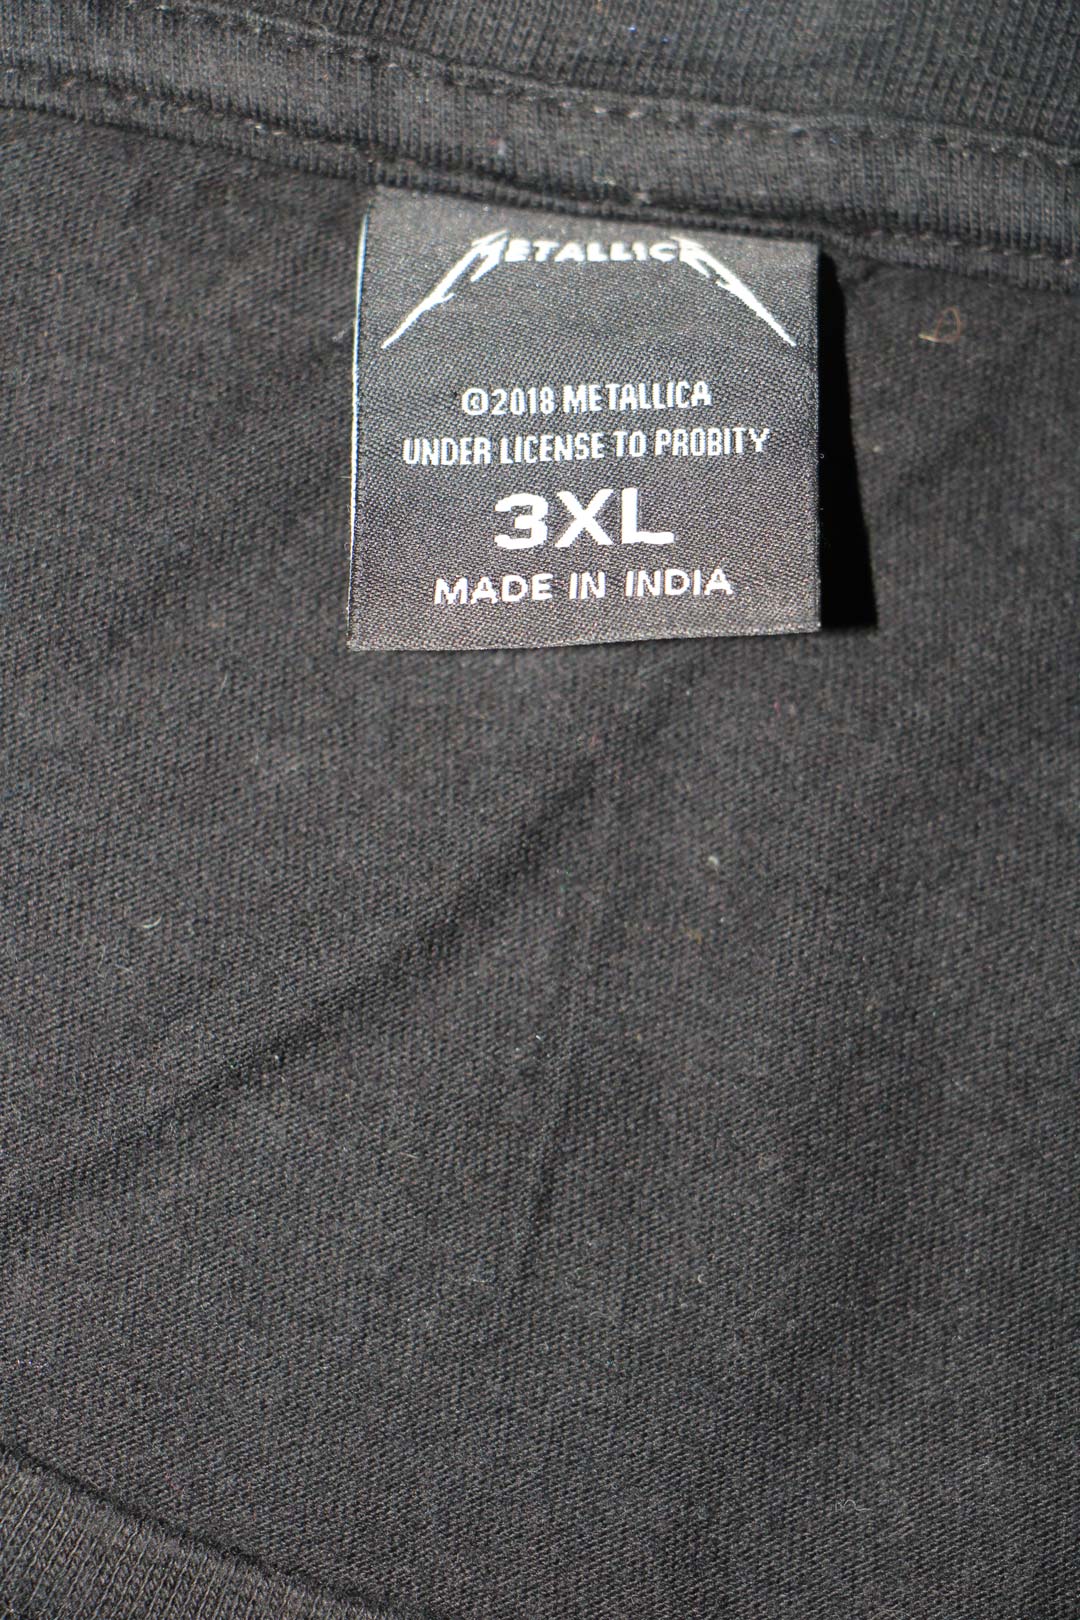 METALLICA
©2018 METALLICA
UNDER LICENSE TO PROBITY
3XL
MADE IN INDIA